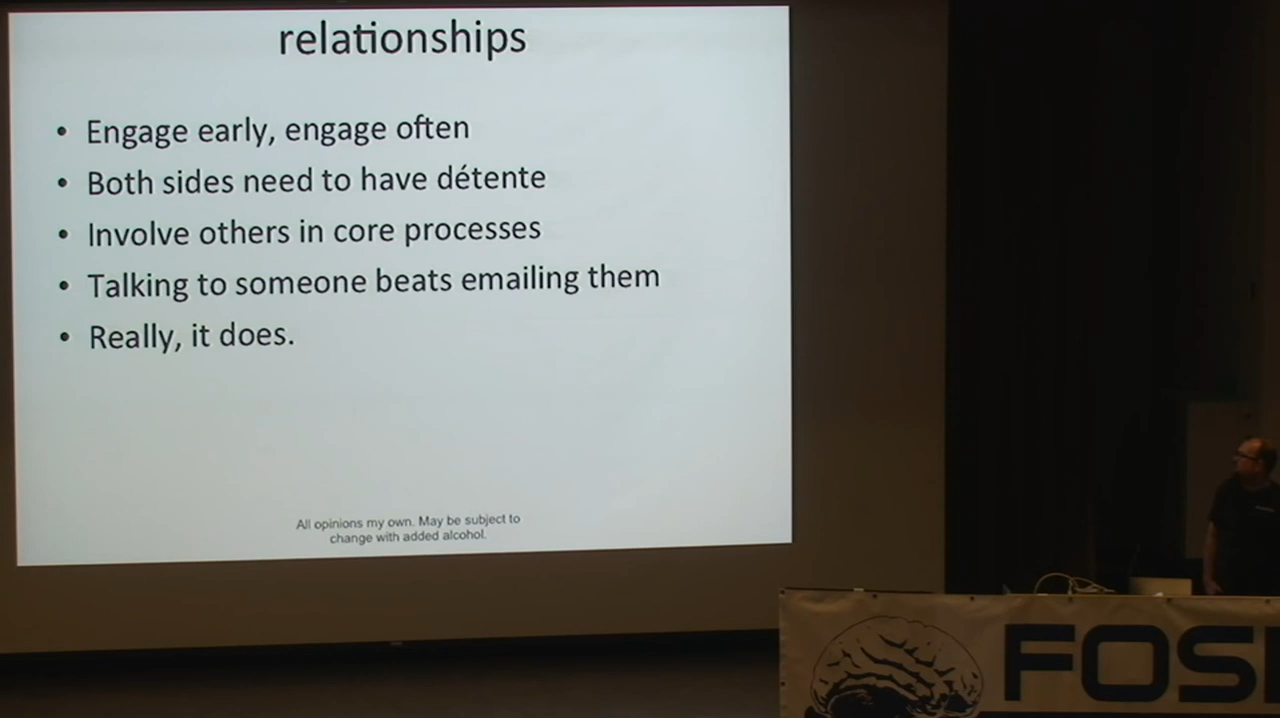 relationships
• Engage early, engage often
• Both sides need to have détente
• Involve others in core processes
• Talking to someone beats emailing them
• Really, it does.
All opinions my own. May be subject to
change with added alcohol.
FOS